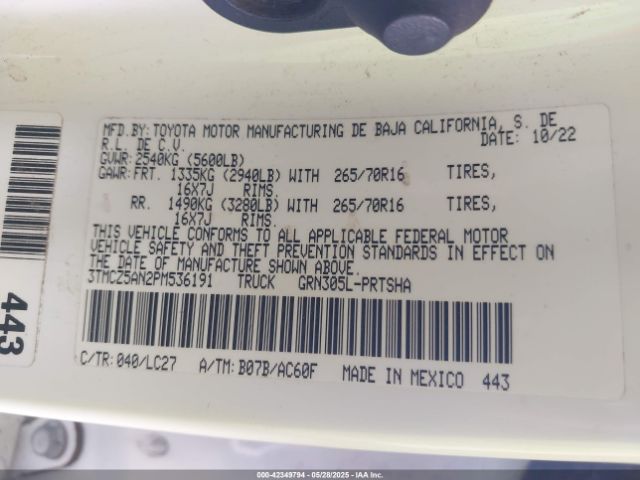 MFD.BY: TOYOTA MOTOR MANUFACTURING DE BAJA CALIFORNIA, S. DE
R.L. DE C.V. DATE: 10/22
GVWR: 2540KG (5600LB)
GAWR: FRT. 1335KG (2940LB) WITH 265/70R16 TIRES,
16X7J RIMS.
RR. 1490KG (3280LB) WITH 265/70R16 TIRES,
16X7J RIMS.
THIS VEHICLE CONFORMS TO ALL APPLICABLE FEDERAL MOTOR
VEHICLE SAFETY AND THEFT PREVENTION STANDARDS IN EFFECT ON
THE DATE OF MANUFACTURE SHOWN ABOVE.
3TMCZ5AN2PM536191 TRUCK GRN305L-PRTSHA
C/TR: 040/LC27 A/TM: B07B/AC60F MADE IN MEXICO 443
443
000-42349794 05/28/2025 IAA Inc.